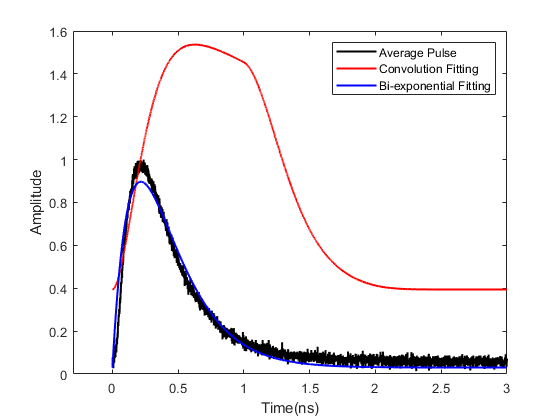 1.6
1.4
1.2
1
0.8
0.6
0.4
0.2
0
Amplitude
Average Pulse
Convolution Fitting
Bi-exponential Fitting
0 0.5 1 1.5 2 2.5 3
Time(ns)